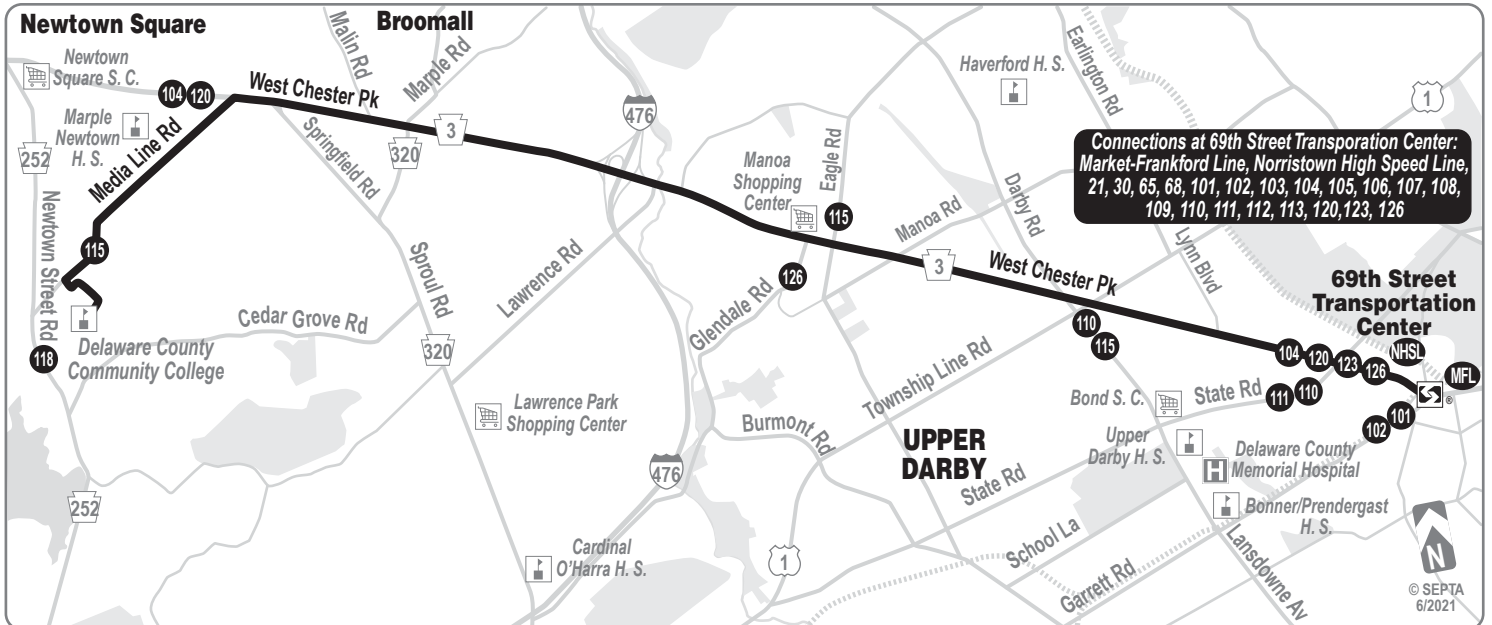 Newtown Square
Broomall
Newtown
Square S. C.
104
120
West Chester Pk
Malin Rd
Marple Rd
3
320
476
Marple
Newtown
H. S.
252
Media Line Rd
Springfield Rd
Newtown Street Rd
115
118
Delaware County
Community College
Cedar Grove Rd
Sproul Rd
320
Lawrence Rd
252
Lawrence Park
Shopping Center
476
Cardinal
O'Harra H. S.
Manoa
Shopping
Center
Eagle Rd
115
126
Glendale Rd
Manoa Rd
3
West Chester Pk
Haverford H. S.
Earlington Rd
Darby Rd
1
Connections at 69th Street Transporation Center:
Market-Frankford Line, Norristown High Speed Line,
21, 30, 65, 68, 101, 102, 103, 104, 105, 106, 107, 108,
109, 110, 111, 112, 113, 120,123, 126
Lynn Blvd
69th Street
Transportation
Center
NHSL
MFL
104
120
123
126
®
110
115
Township Line Rd
Burmont Rd
UPPER
DARBY
Bond S. C.
State Rd
111
110
102
101
Upper
Darby H. S.
H
Delaware County
Memorial Hospital
Bonner/Prendergast
H. S.
State Rd
School La
Garrett Rd
Lansdowne Av
1
N
© SEPTA
6/2021